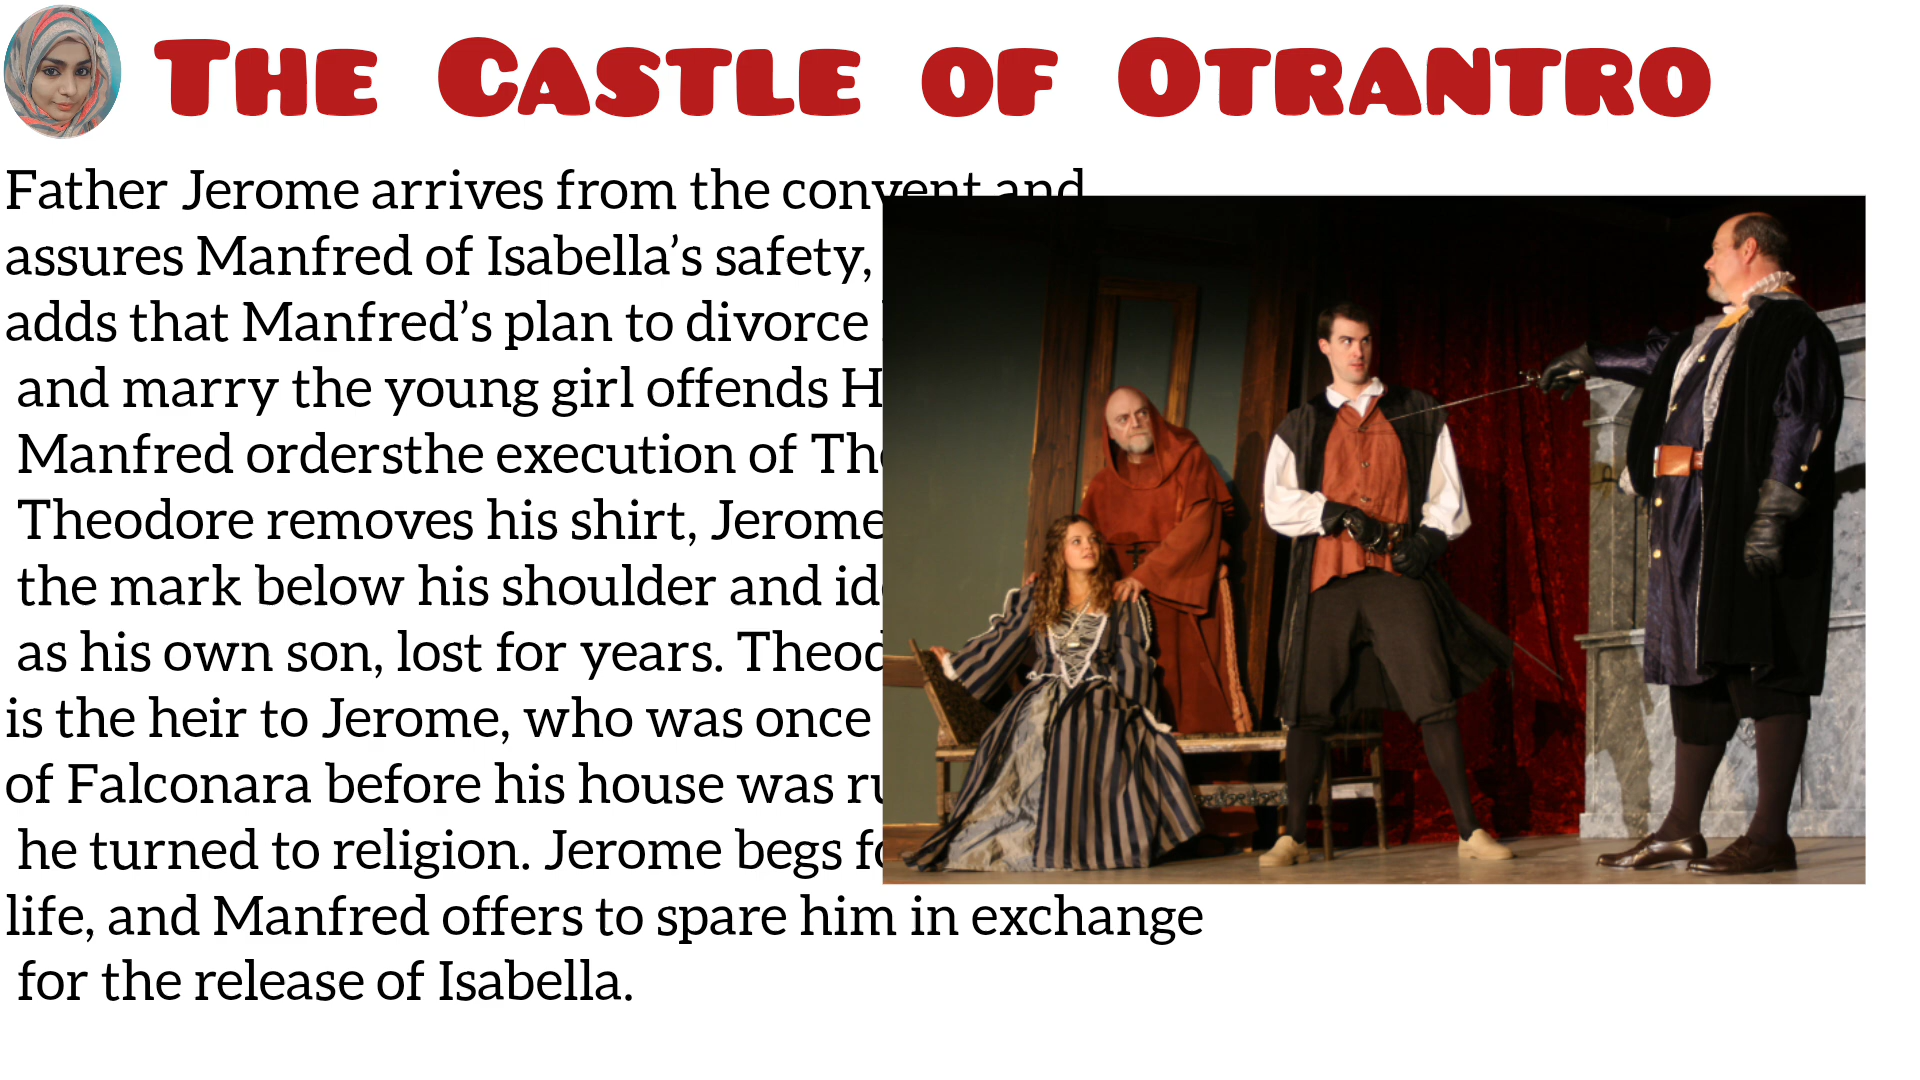 The Castle of Otrantro
Father Jerome arrives from the convent and
assures Manfred of Isabella’s safety,
adds that Manfred’s plan to divorce
and marry the young girl offends
Manfred ordersthe execution of
Theodore removes his shirt, Jerome
the mark below his shoulder and
as his own son, lost for years.
is the heir to Jerome, who was once
of Falconara before his house was
he turned to religion. Jerome begs
life, and Manfred offers to spare him in exchange
for the release of Isabella.